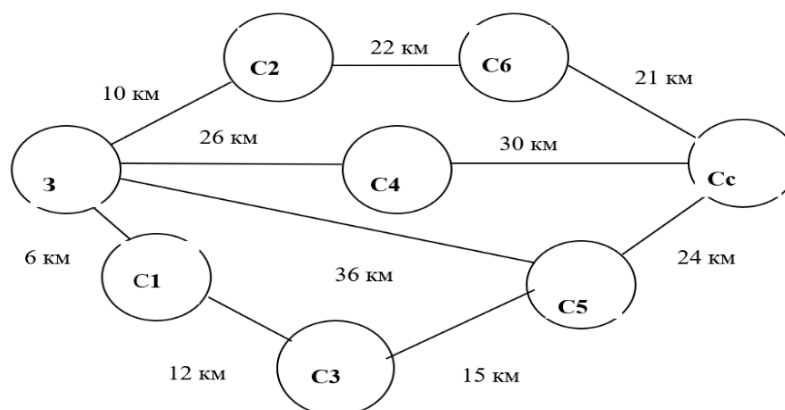 22 км
С2
С6
21 км
10 км
26 км
30 км
З
С4
Сс
6 км
С1
36 км
С5
24 км
12 км
С3
15 км